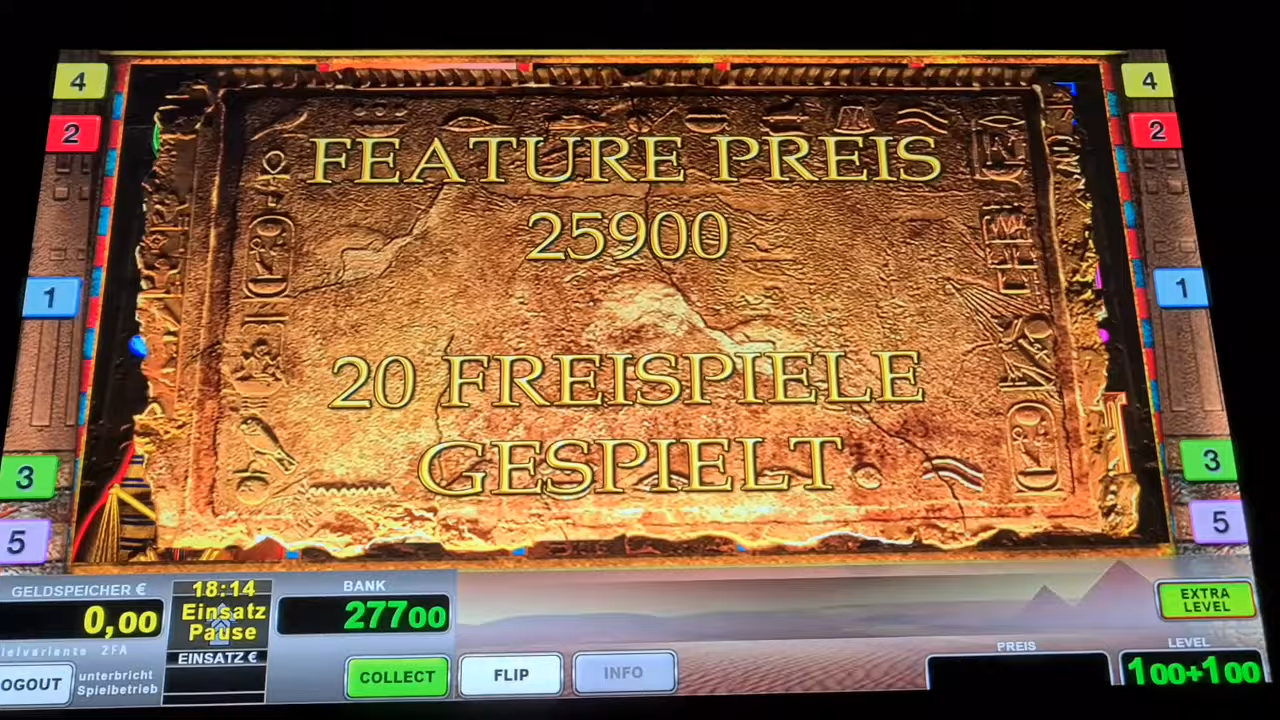 4
4
2
2
FEATURE PREIS
25900
1
1
20 FREISPIELE
GESPIELT
3
3
5
5
GELDSPEICHER €
18:14
BANK
0,00
Einsatz
Pause
27700
EXTRA
LEVEL
ielvariante 2FA
EINSATZ €
PREIS
LEVEL
OGOUT
unterbricht
Spielbetrieb
COLLECT
FLIP
INFO
100+100